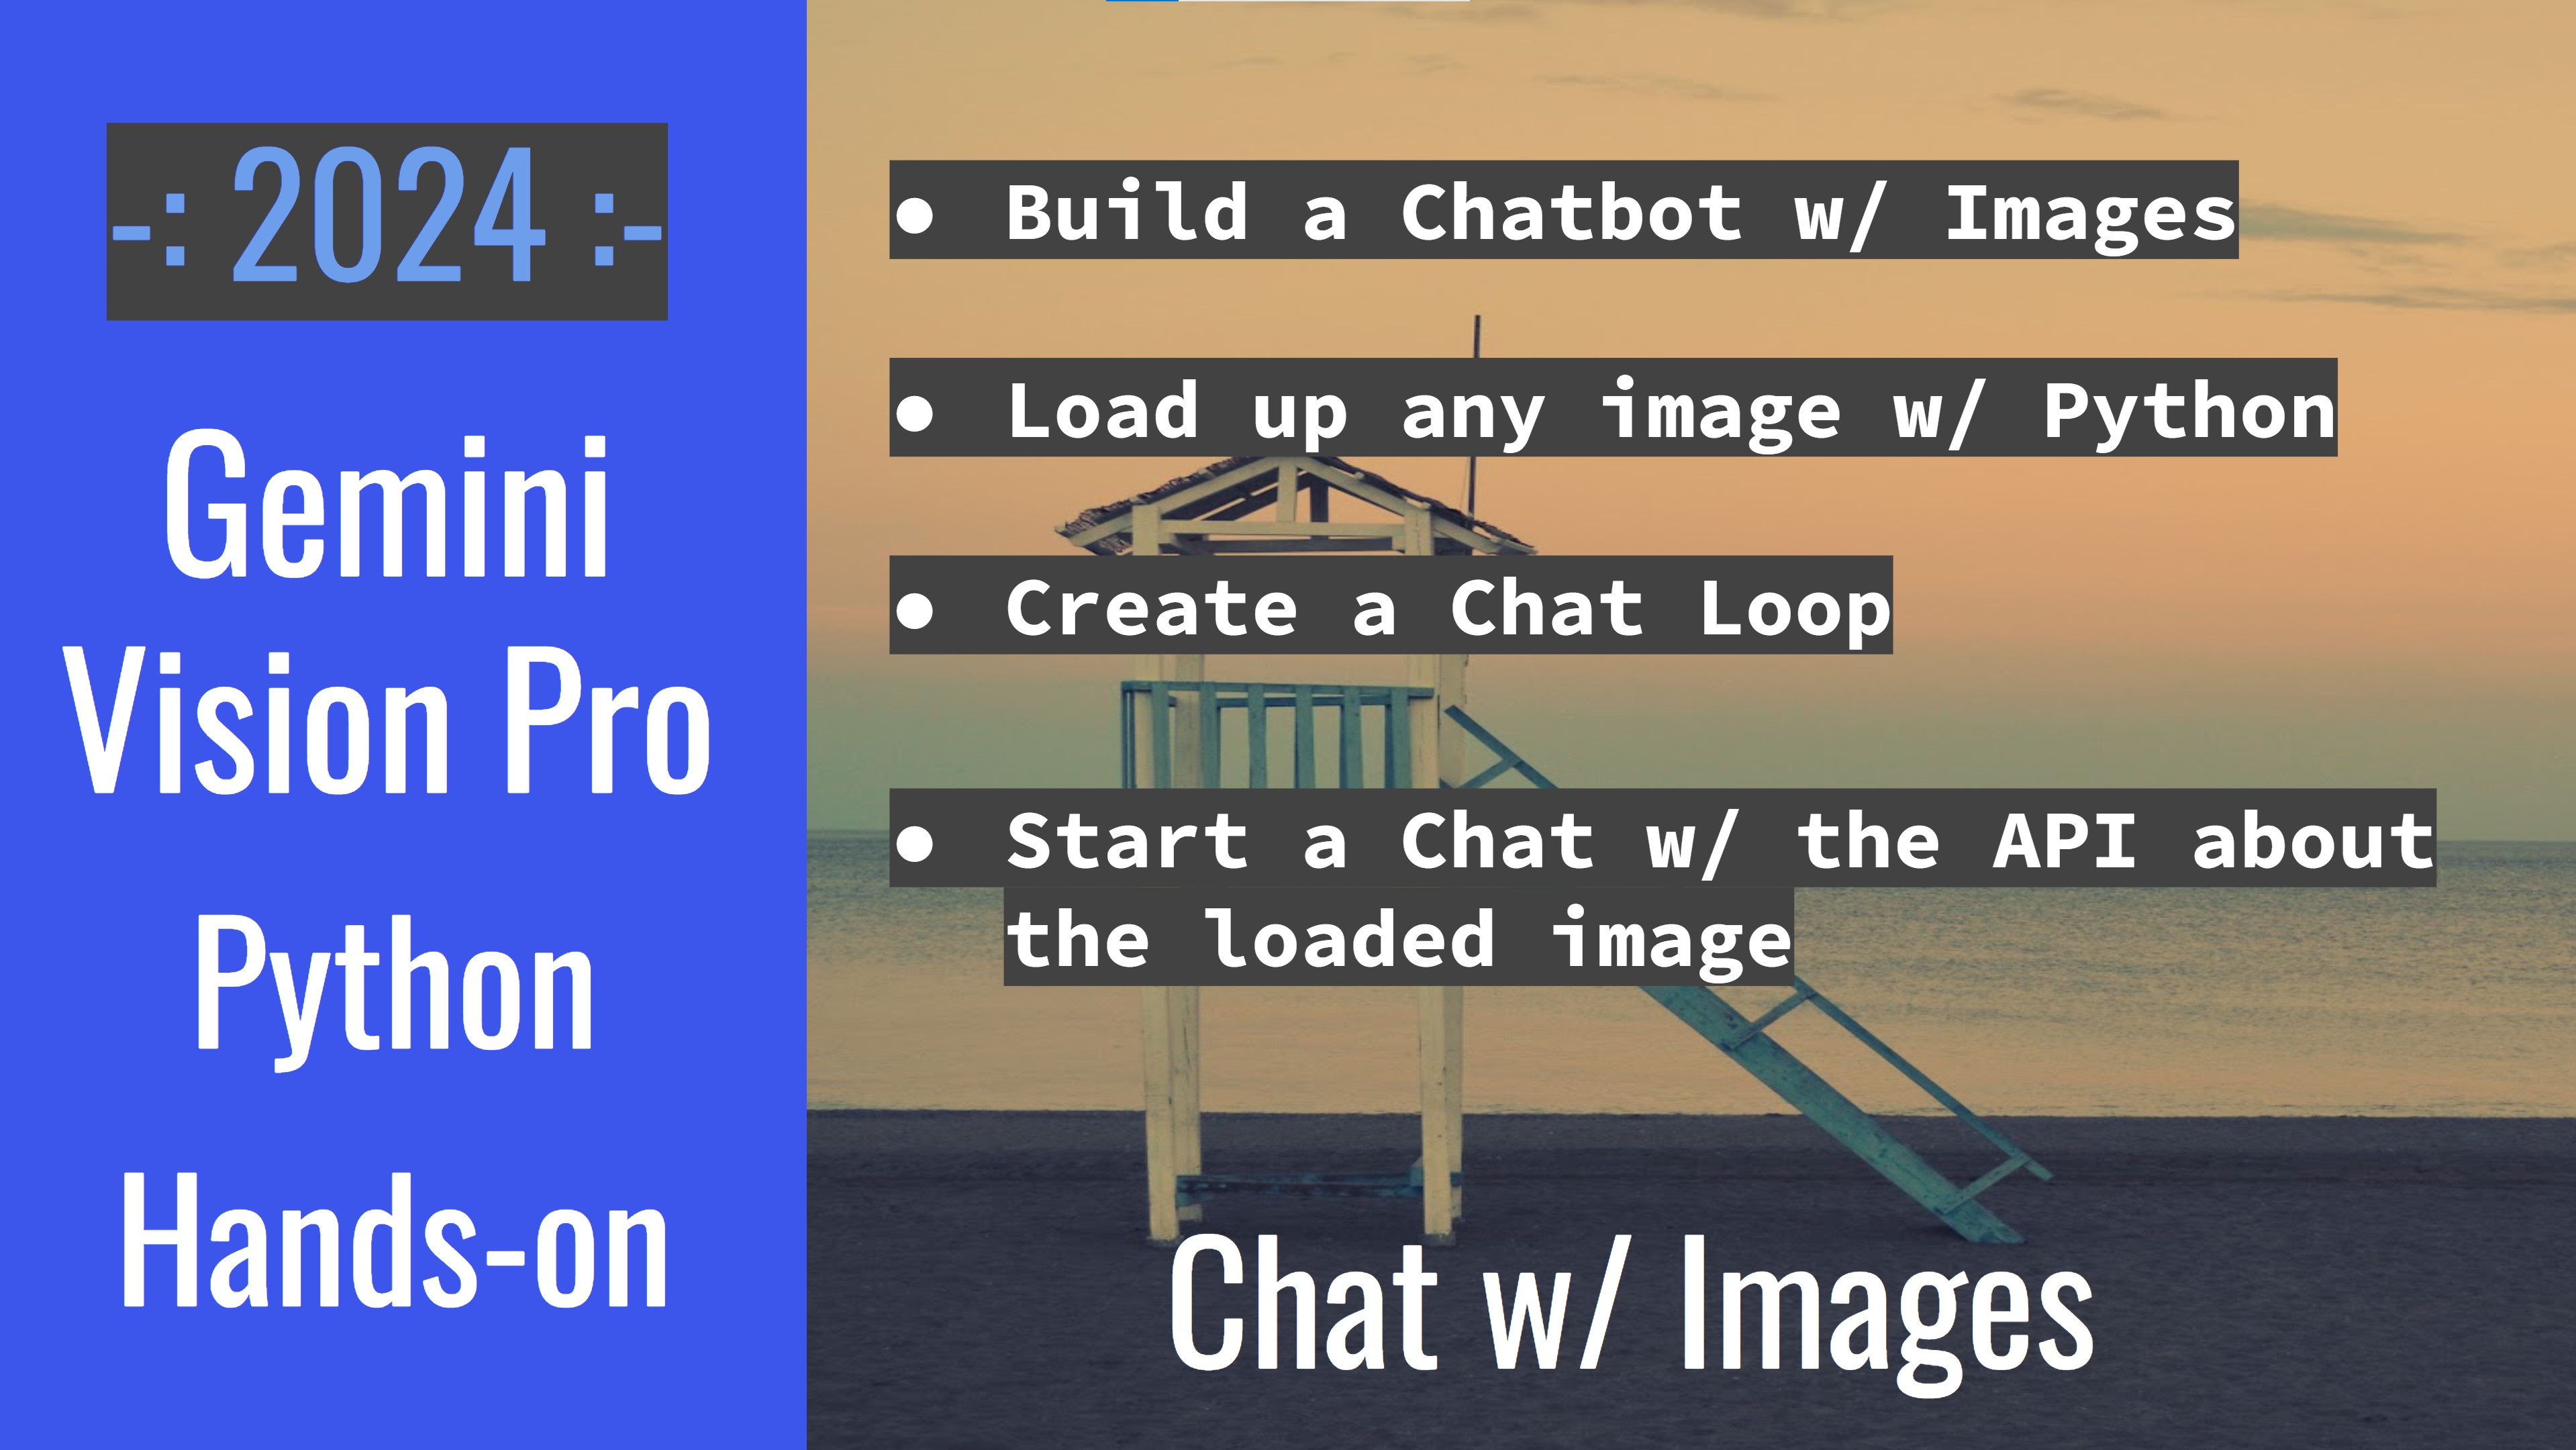 -: 2024 :-
Gemini
Vision Pro
Python
Hands-on
● Build a Chatbot w/ Images
● Load up any image w/ Python
● Create a Chat Loop
● Start a Chat w/ the API about
the loaded image
Chat w/ Images